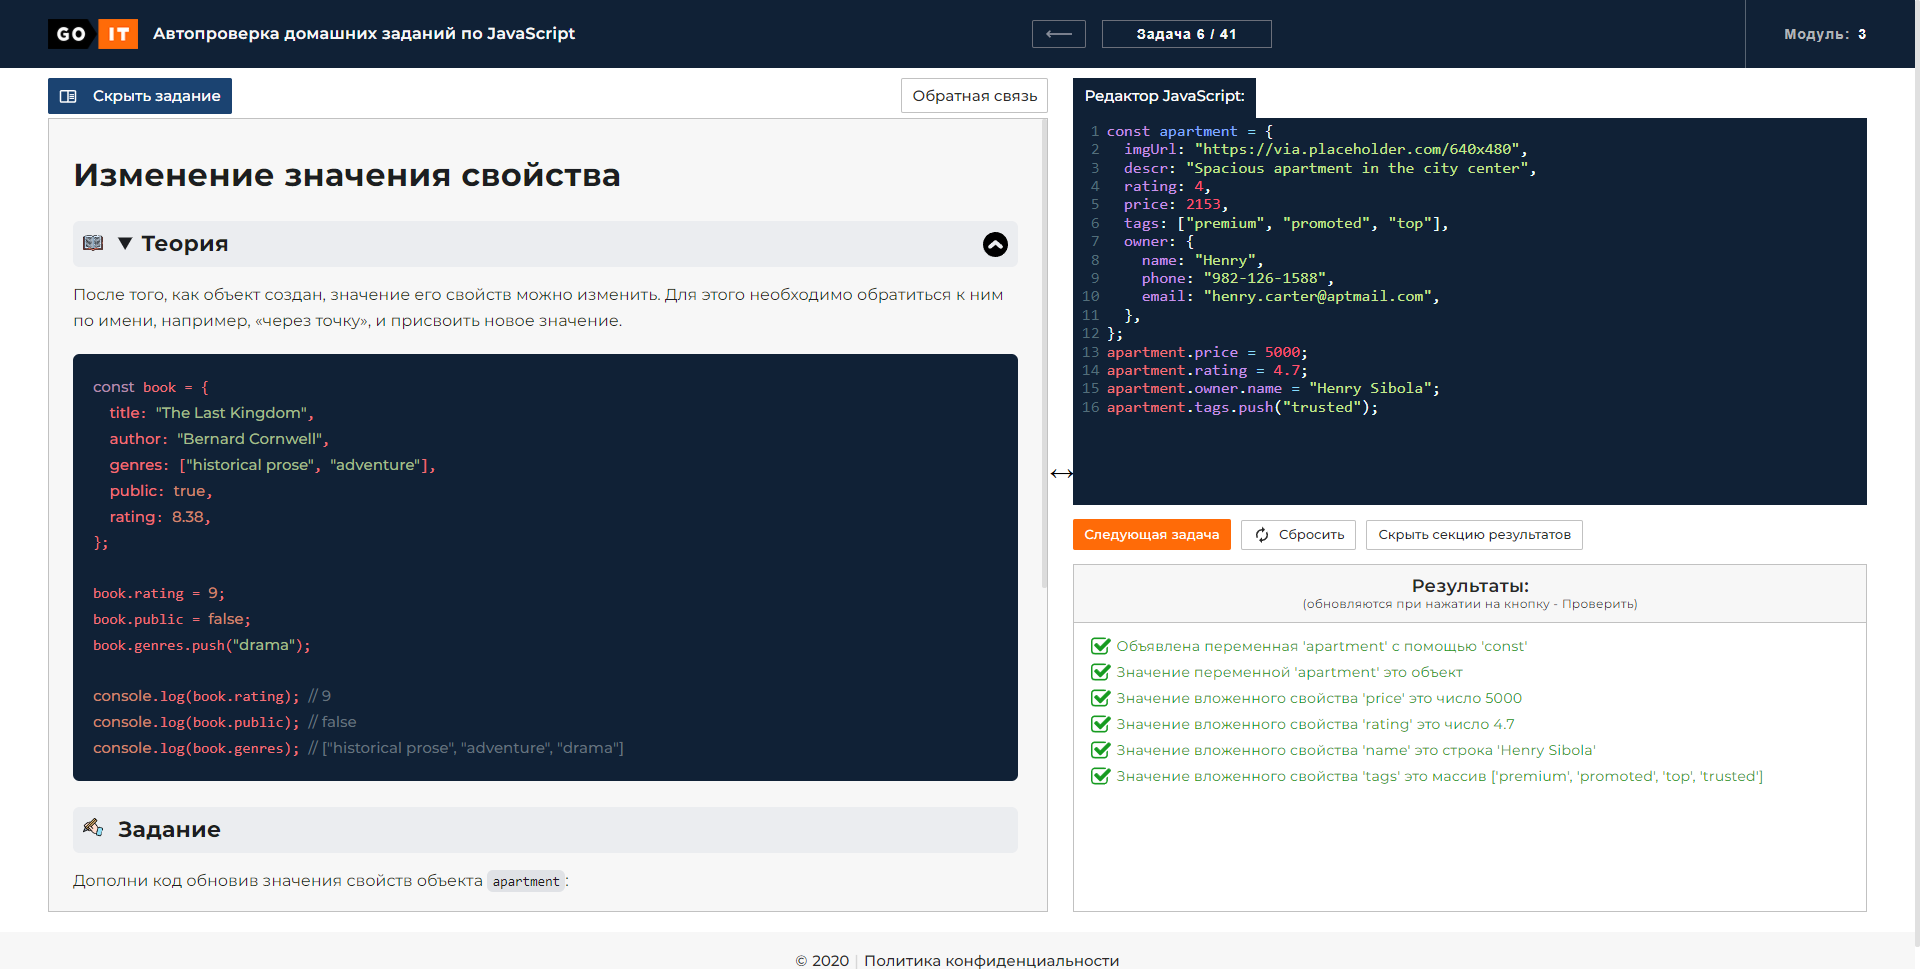 GO IT Автопроверка домашних заданий по JavaScript
Задача 6 / 41
Модуль: 3
Скрыть задание
Обратная связь
Изменение значения свойства
Теория
После того, как объект создан, значение его свойств можно изменить. Для этого необходимо обратиться к ним
по имени, например, «через точку», и присвоить новое значение.
const book = {
title: "The Last Kingdom",
author: "Bernard Cornwell",
genres: ["historical prose", "adventure"],
public: true,
rating: 8.38,
};
book.rating = 9;
book.public = false;
book.genres.push("drama");
console.log(book.rating); // 9
console.log(book.public); // false
console.log(book.genres); // ["historical prose", "adventure", "drama"]
Задание
Дополни код обновив значения свойств объекта apartment:
Редактор JavaScript:
1 const apartment = {
2 imgUrl: "https://via.placeholder.com/640x480",
3 descr: "Spacious apartment in the city center",
4 rating: 4,
5 price: 2153,
6 tags: ["premium", "promoted", "top"],
7 owner: {
8 name: "Henry",
9 phone: "982-126-1588",
10 email: "henry.carter@aptmail.com",
11 },
12 };
13 apartment.price = 5000;
14 apartment.rating = 4.7;
15 apartment.owner.name = "Henry Sibola";
16 apartment.tags.push("trusted");
Следующая задача
Сбросить
Скрыть секцию результатов
Результаты:
(обновляются при нажатии на кнопку - Проверить)
Объявлена переменная 'apartment' с помощью 'const'
Значение переменной 'apartment' это объект
Значение вложенного свойства 'price' это число 5000
Значение вложенного свойства 'rating' это число 4.7
Значение вложенного свойства 'name' это строка 'Henry Sibola'
Значение вложенного свойства 'tags' это массив ['premium', 'promoted', 'top', 'trusted']
© 2020 | Политика конфиденциальности